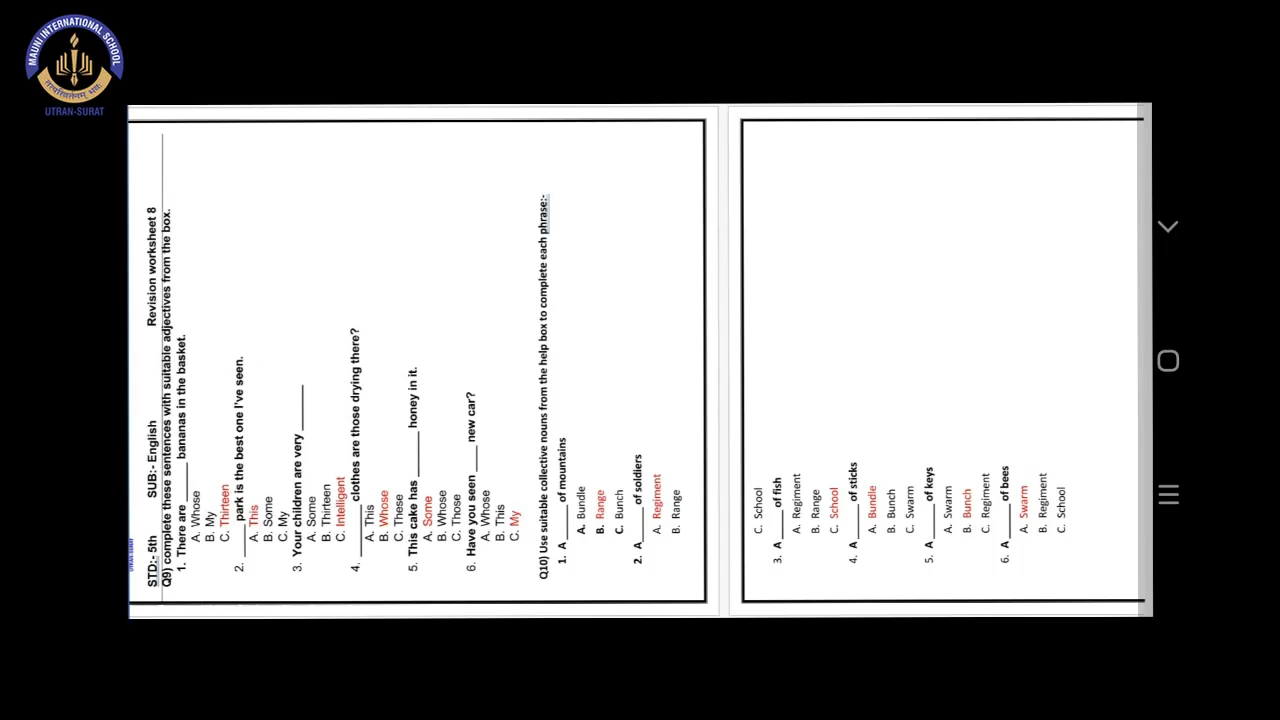 MAUNI INTERNATIONAL SCHOOL
UTRAN-SURAT
UTRAN-SURAT
STD:- 5th SUB:- English Revision worksheet 8
Q9) complete these sentences with suitable adjectives from the box.
1. There are ______ bananas in the basket.
A. Whose
B. My
C. Thirteen
2. ______ park is the best one I've seen.
A. This
B. Some
C. My
3. Your children are very ______
A. Some
B. Thirteen
C. Intelligent
4. ______ clothes are those drying there?
A. This
B. Whose
C. These
5. This cake has ______ honey in it.
A. Some
B. Whose
C. Those
6. Have you seen ____ new car?
A. Whose
B. This
C. My
Q10) Use suitable collective nouns from the help box to complete each phrase:-
1. A______ of mountains
A. Bundle
B. Range
C. Bunch
2. A______ of soldiers
A. Regiment
B. Range
C. School
3. A ______ of fish
A. Regiment
B. Range
C. School
4. A ______ of sticks
A. Bundle
B. Bunch
C. Swarm
5. A ______ of keys
A. Swarm
B. Bunch
C. Regiment
6. A______ of bees
A. Swarm
B. Regiment
C. School